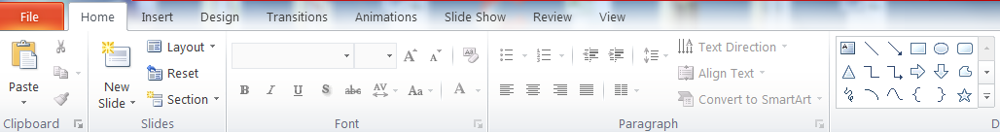 File Home Insert Design Transitions Animations Slide Show Review View
Paste
New
Slide
Layout
Reset
Section
B I U S abc AV Aa A
A A
Text Direction
Align Text
Convert to SmartArt
Clipboard Slides Font Paragraph D